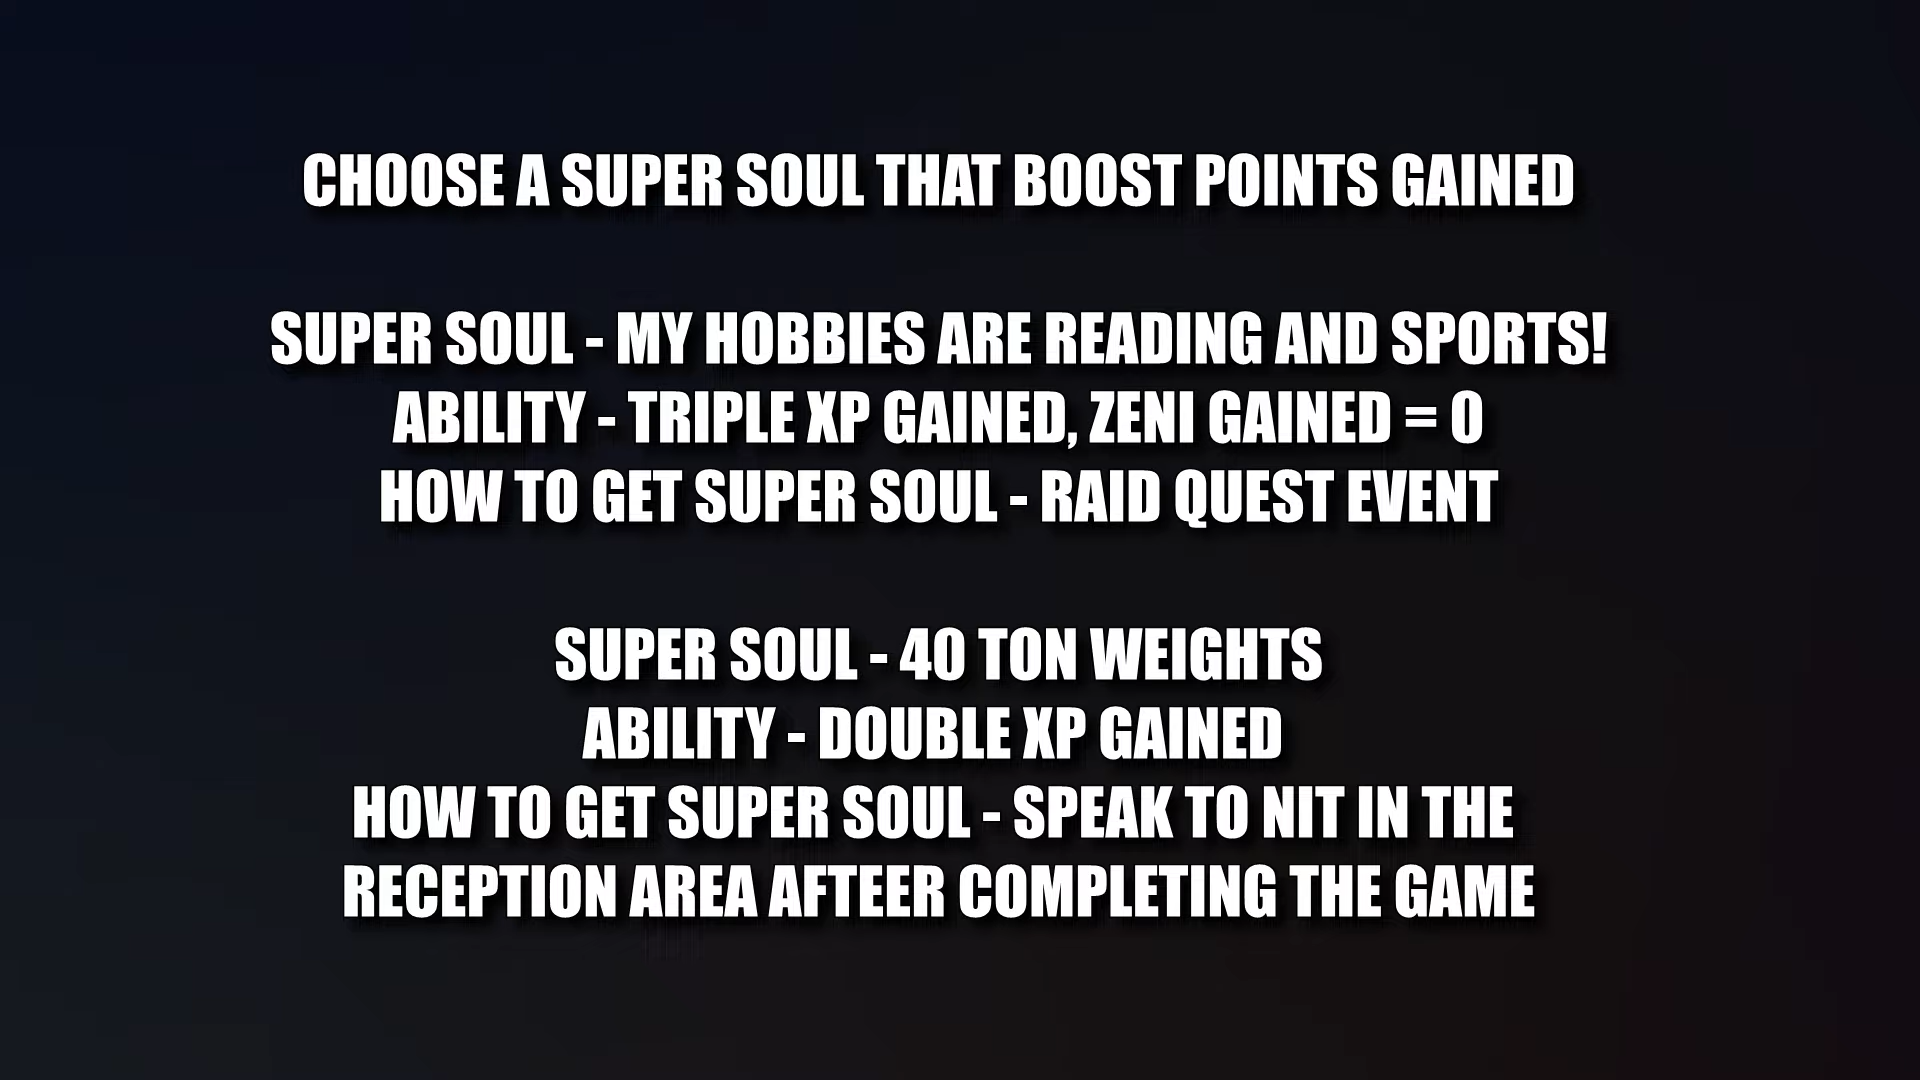 CHOOSE A SUPER SOUL THAT BOOST POINTS GAINED
SUPER SOUL - MY HOBBIES ARE READING AND SPORTS!
ABILITY - TRIPLE XP GAINED, ZENI GAINED = 0
HOW TO GET SUPER SOUL - RAID QUEST EVENT
SUPER SOUL - 40 TON WEIGHTS
ABILITY - DOUBLE XP GAINED
HOW TO GET SUPER SOUL - SPEAK TO NIT IN THE
RECEPTION AREA AFTEER COMPLETING THE GAME